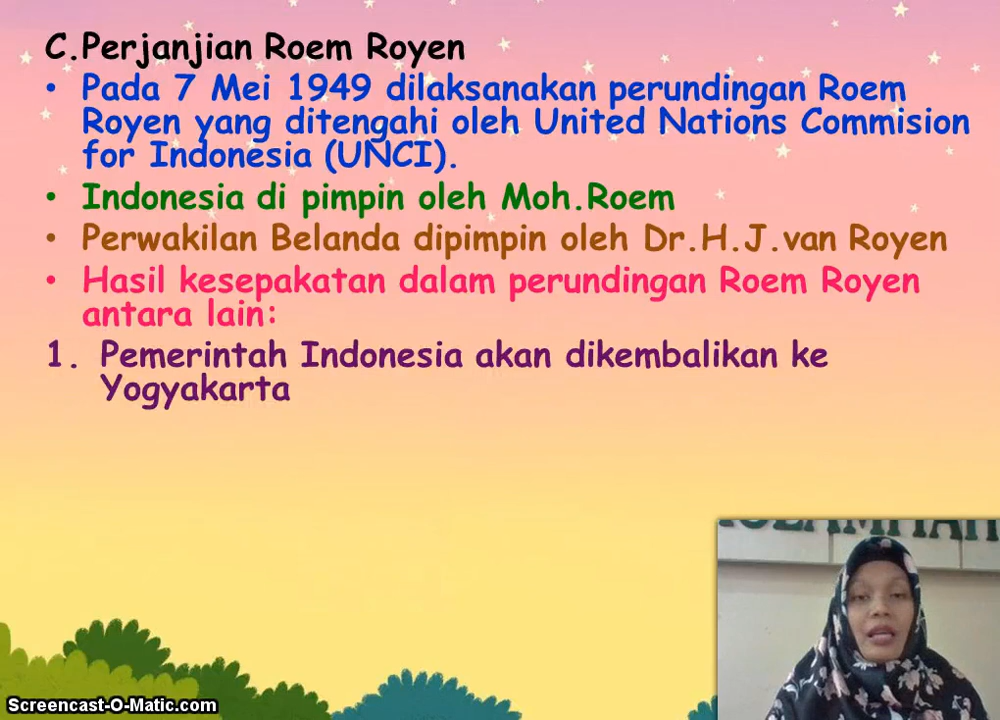 C.Perjanjian Roem Royen
• Pada 7 Mei 1949 dilaksanakan perundingan Roem
Royen yang ditengahi oleh United Nations Commision
for Indonesia (UNCI).
• Indonesia di pimpin oleh Moh.Roem
• Perwakilan Belanda dipimpin oleh Dr.H.J.van Royen
• Hasil kesepakatan dalam perundingan Roem Royen
antara lain:
1. Pemerintah Indonesia akan dikembalikan ke
Yogyakarta
Screencast-O-Matic.com